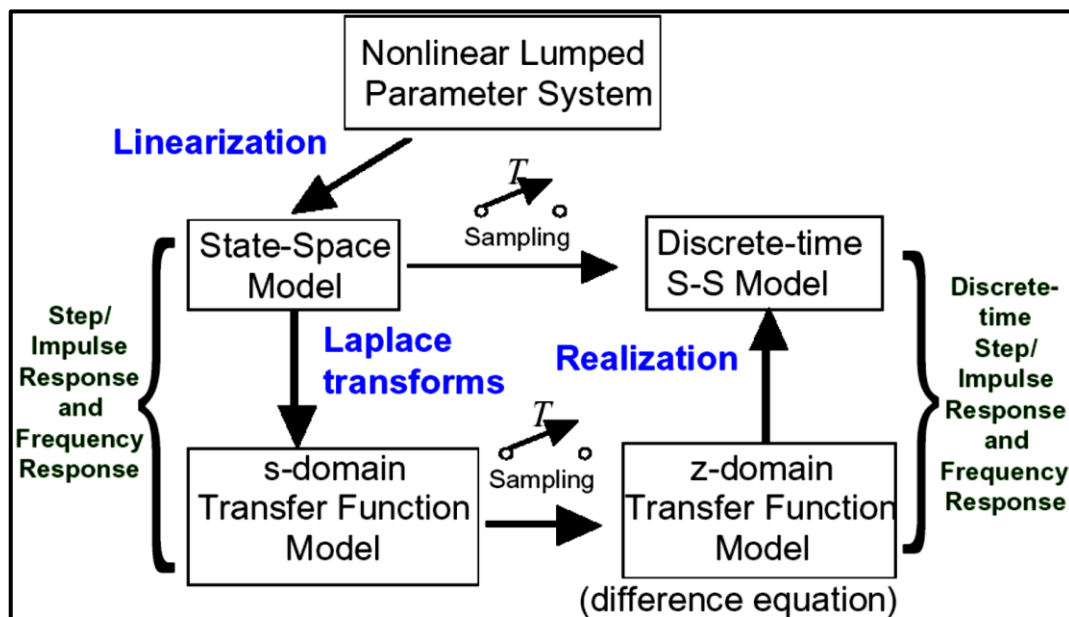 Nonlinear Lumped
Parameter System
Linearization
T
Sampling
State-Space
Model
Discrete-time
S-S Model
Step/
Impulse
Response
and
Frequency
Response
Laplace
transforms
Realization
Discrete-
time
Step/
Impulse
Response
and
Frequency
Response
T
Sampling
s-domain
Transfer Function
Model
z-domain
Transfer Function
Model
(difference equation)